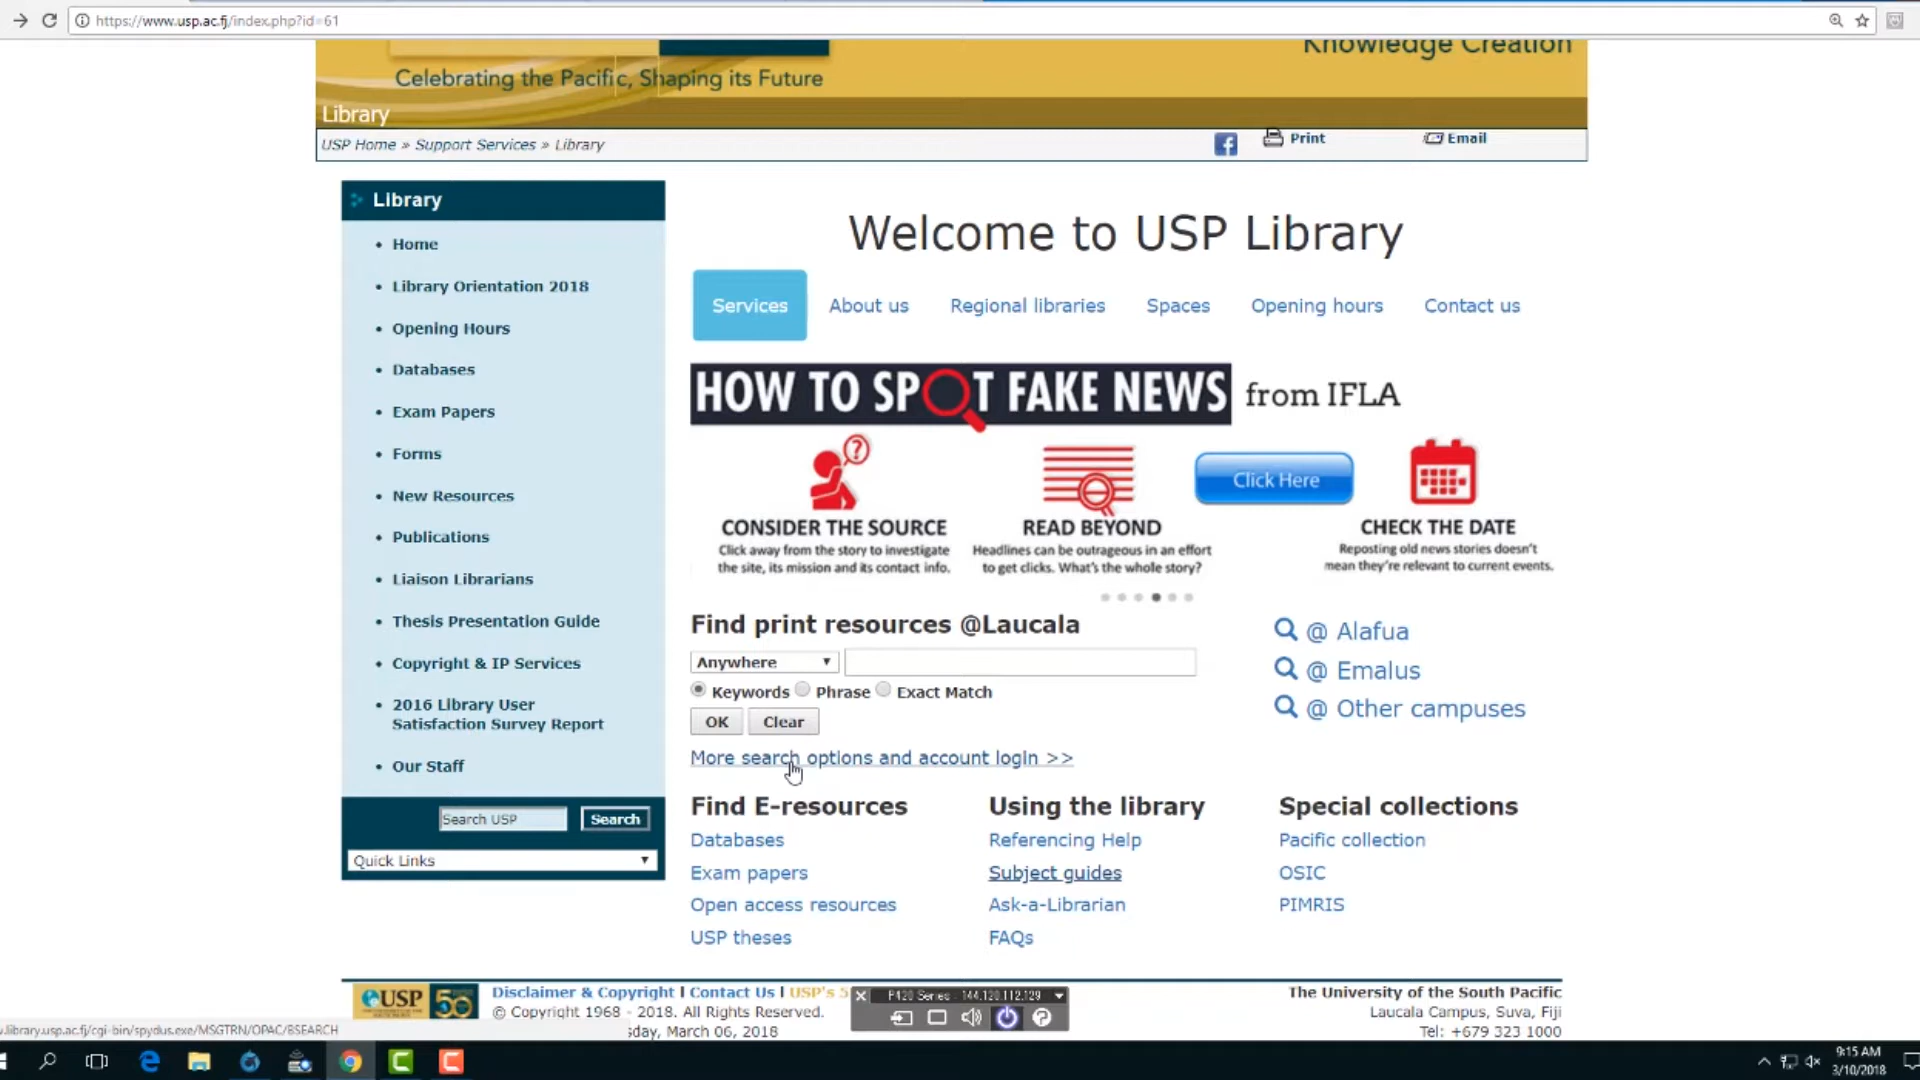 https://www.usp.ac.fj/index.php?id=61
Knowledge Creation
Celebrating the Pacific, Shaping its Future
Library
USP Home » Support Services » Library
Print
Email
Library
Home
Library Orientation 2018
Opening Hours
Databases
Exam Papers
Forms
New Resources
Publications
Liaison Librarians
Thesis Presentation Guide
Copyright & IP Services
2016 Library User
Satisfaction Survey Report
Our Staff
Search USP
Search
Quick Links
Welcome to USP Library
Services
About us
Regional libraries
Spaces
Opening hours
Contact us
HOW TO SPOT FAKE NEWS from IFLA
CONSIDER THE SOURCE
Click away from the story to investigate
the site, its mission and its contact info.
READ BEYOND
Headlines can be outrageous in an effort
to get clicks. What's the whole story?
Click Here
CHECK THE DATE
Reposting old news stories doesn't
mean they're relevant to current events.
Find print resources @Laucala
Anywhere
Keywords Phrase Exact Match
OK Clear
More search options and account login >>
@ Alafua
@ Emalus
@ Other campuses
Find E-resources
Databases
Exam papers
Open access resources
USP theses
Using the library
Referencing Help
Subject guides
Ask-a-Librarian
FAQs
Special collections
Pacific collection
OSIC
PIMRIS
USP 50
Disclaimer & Copyright | Contact Us | USP's 5
© Copyright 1968 - 2018. All Rights Reserved.
sday, March 06, 2018
P420 Series - 144.120.112.129
The University of the South Pacific
Laucala Campus, Suva, Fiji
Tel: +679 323 1000
.library.usp.ac.fj/cgi-bin/spydus.exe/MSGTRN/OPAC/BSEARCH
9:15 AM
3/10/2018